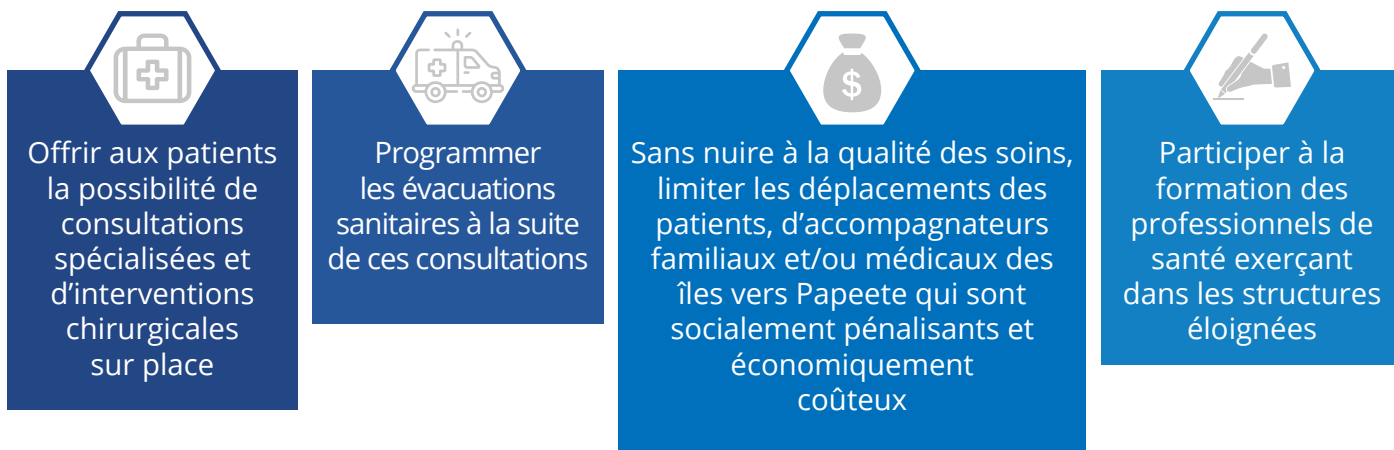 Offrir aux patients
la possibilité de
consultations
spécialisées et
d’interventions
chirurgicales
sur place
Programmer
les évacuations
sanitaires à la suite
de ces consultations
$
Sans nuire à la qualité des soins,
limiter les déplacements des
patients, d’accompagnateurs
familiaux et/ou médicaux des
îles vers Papeete qui sont
socialement pénalisants et
économiquement
coûteux
Participer à la
formation des
professionnels de
santé exerçant
dans les structures
éloignées